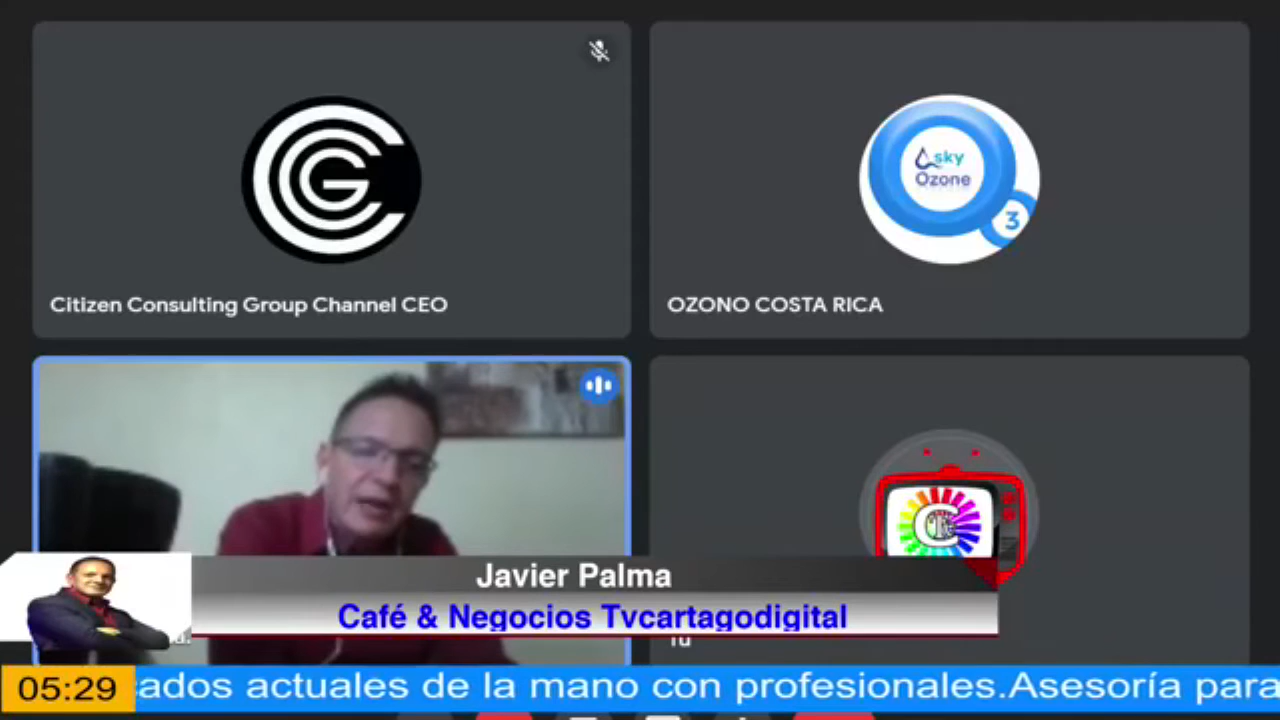 sky
Ozone
3
Citizen Consulting Group Channel CEO
OZONO COSTA RICA
Javier Palma
Café & Negocios Tvcartagodigital
Tú
05:29
ados actuales de la mano con profesionales.Asesoría para